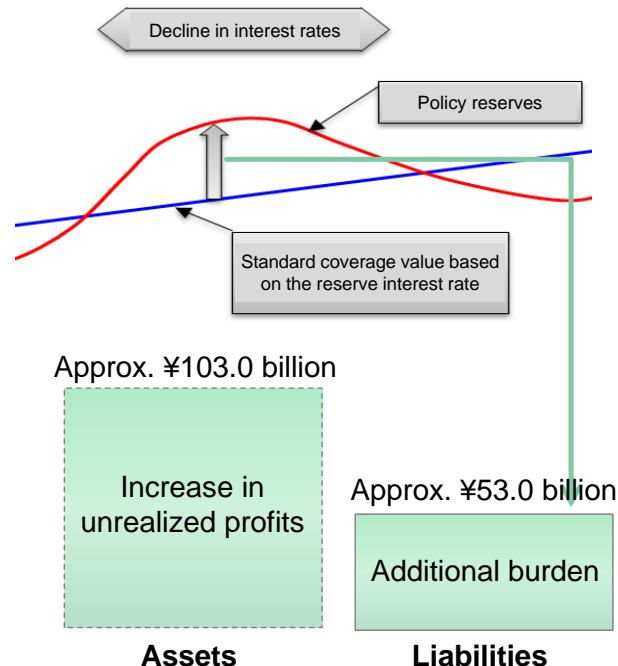 Decline in interest rates
Policy reserves
Standard coverage value based
on the reserve interest rate
Approx. ¥103.0 billion
Increase in
unrealized profits
Approx. ¥53.0 billion
Additional burden
Assets
Liabilities